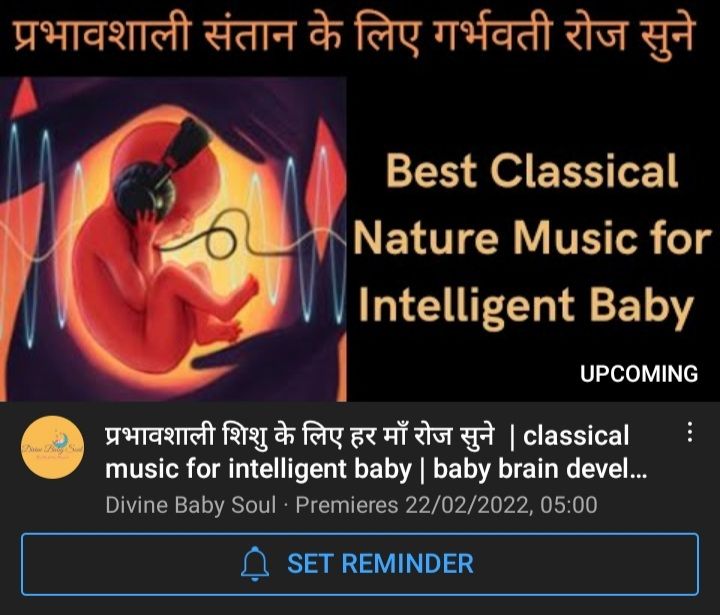 प्रभावशाली संतान के लिए गर्भवती रोज सुने
Best Classical
Nature Music for
Intelligent Baby
UPCOMING
Divine Baby Soul
प्रभावशाली शिशु के लिए हर माँ रोज सुने | classical
music for intelligent baby | baby brain devel...
Divine Baby Soul · Premieres 22/02/2022, 05:00
SET REMINDER